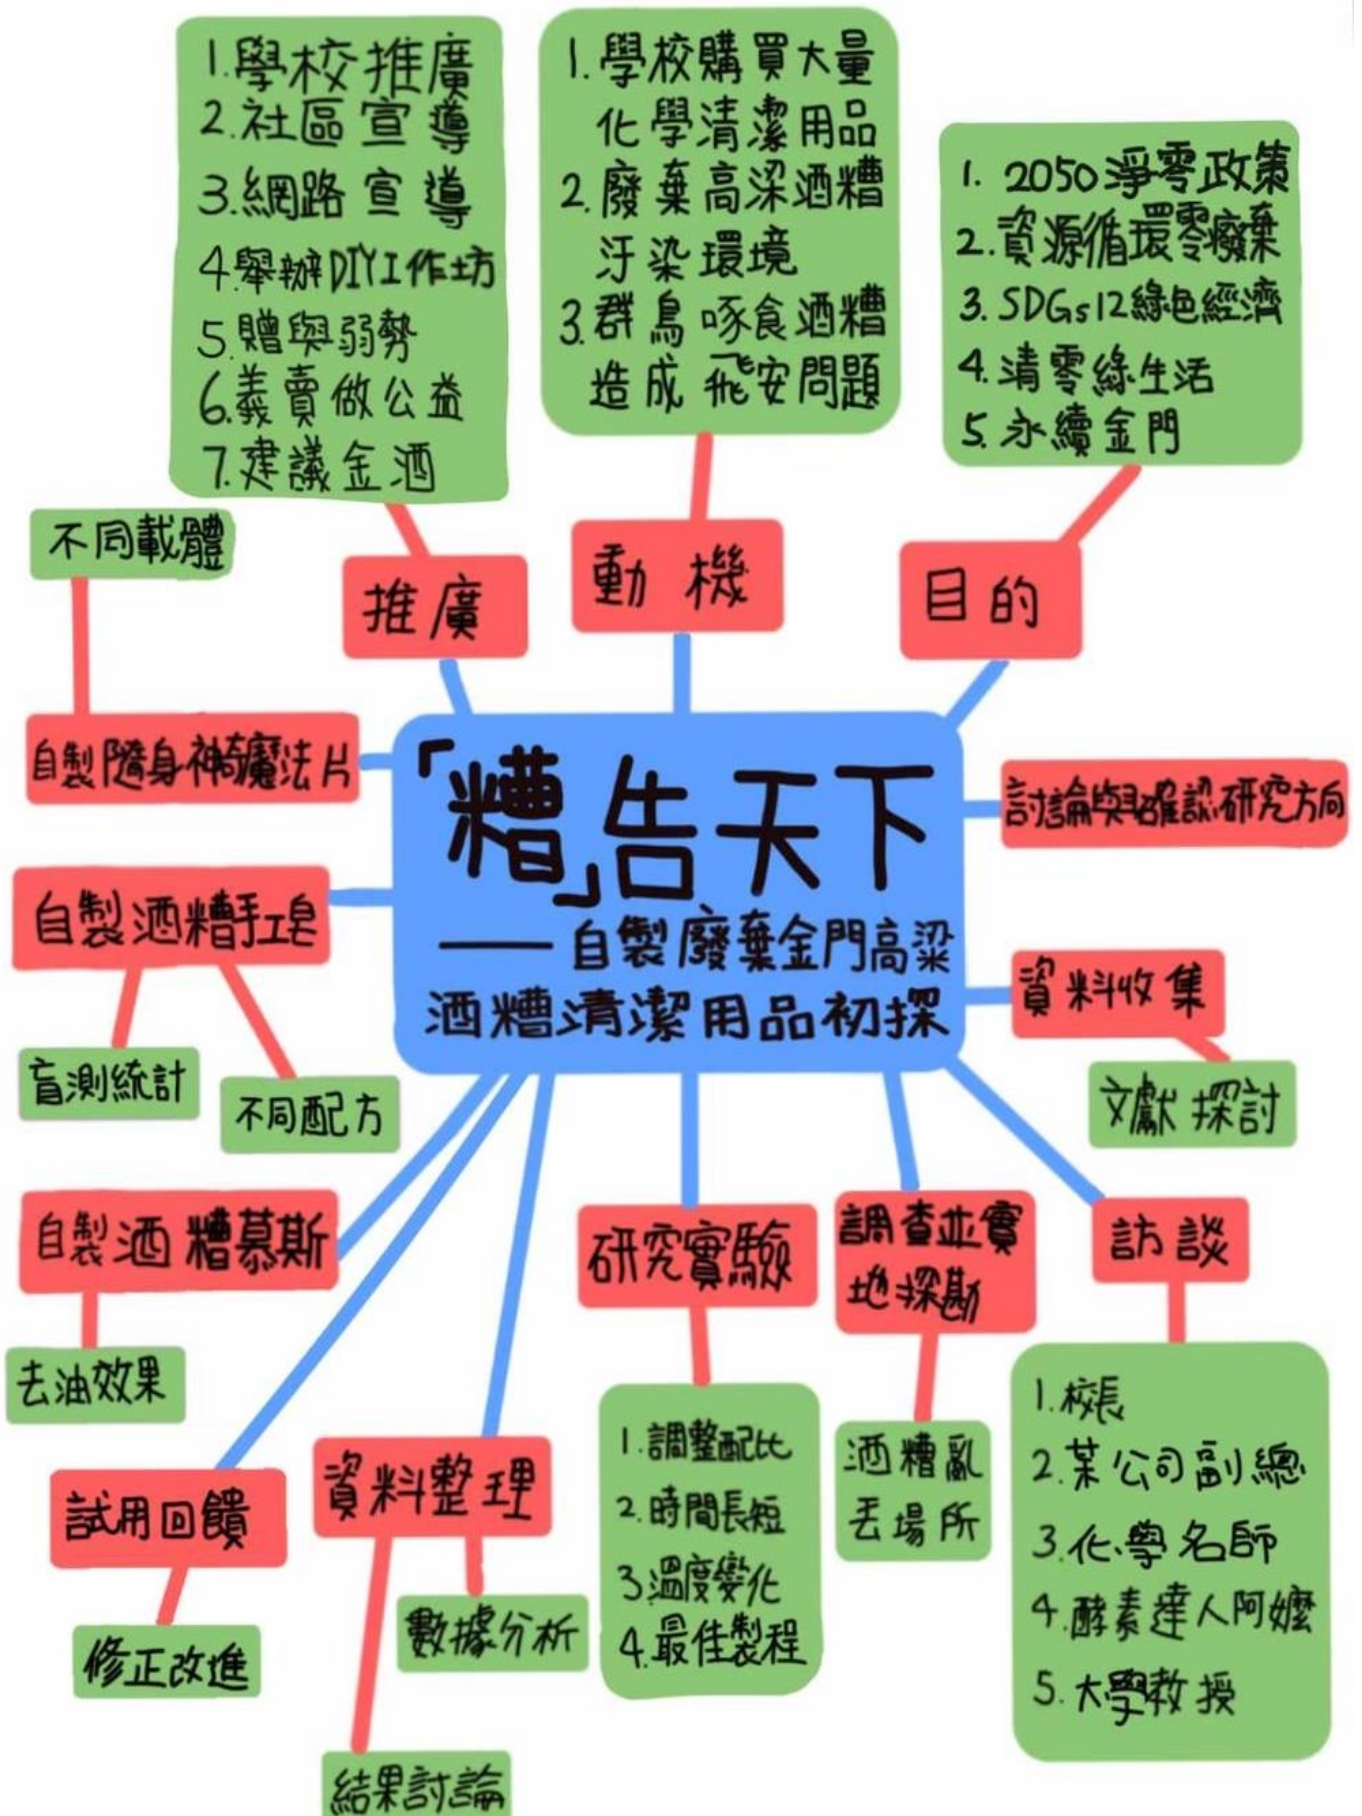 1.學校推廣
2.社區宣導
3.網路宣導
4.舉辦DIY工作坊
5.贈與弱勢
6.義賣做公益
7.建議金酒
1.學校購買大量
化學清潔用品
2.廢棄高梁酒糟
汙染環境
3.群鳥啄食酒糟
造成飛安問題
1. 2050淨零政策
2.資源循環零廢棄
3.SDGs12綠色經濟
4.清零綠生活
5.永續金門
不同載體
推廣
動機
目的
自製隨身神奇魔法片
「糟」告天下
——自製廢棄金門高粱
酒糟清潔用品初探
討論與確認研究方向
自製酒糟手工皂
資料收集
盲測統計
不同配方
文獻探討
自製酒糟慕斯
研究實驗
調查並實
地探勘
訪談
去油效果
試用回饋
資料整理
1.調整配比
2.時間長短
3.溫度變化
4.最佳製程
酒糟亂
丟場所
1.校長
2.某公司副總
3.化學名師
4.酵素達人阿嬤
5.大學教授
修正改進
數據分析
結果討論